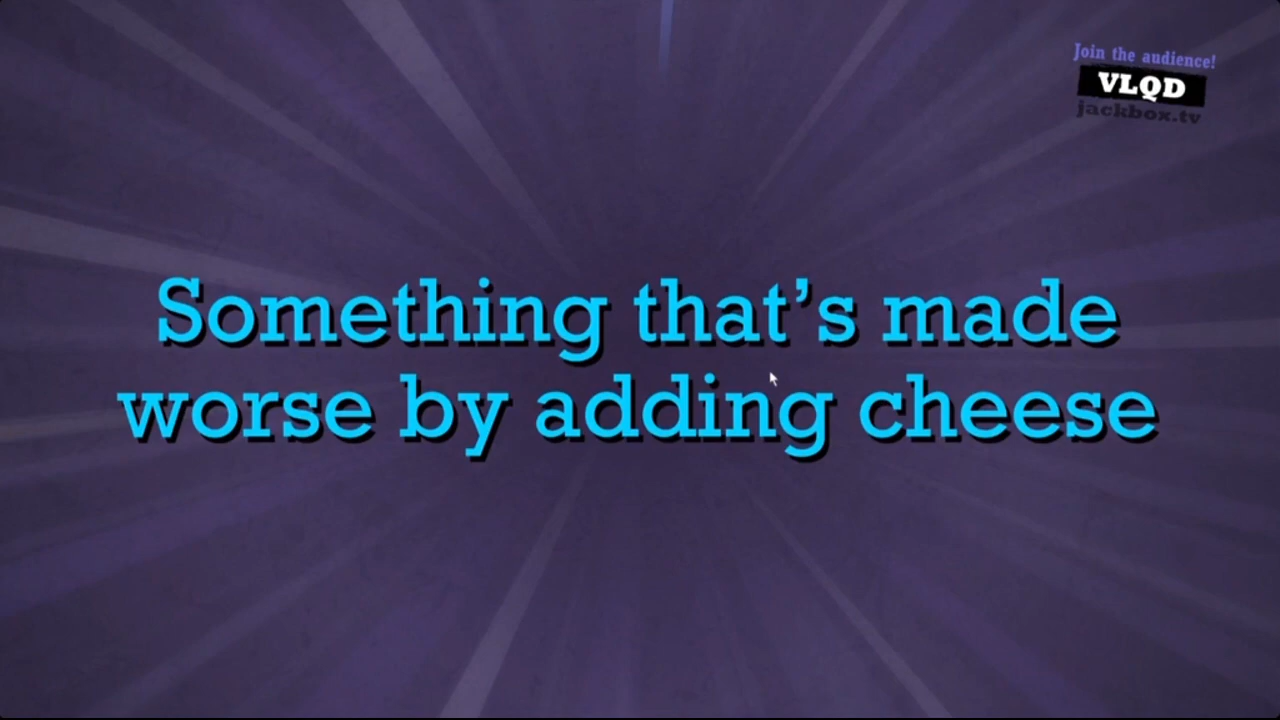 Join the audience!
VLQD
jackbox.tv
Something that’s made
worse by adding cheese